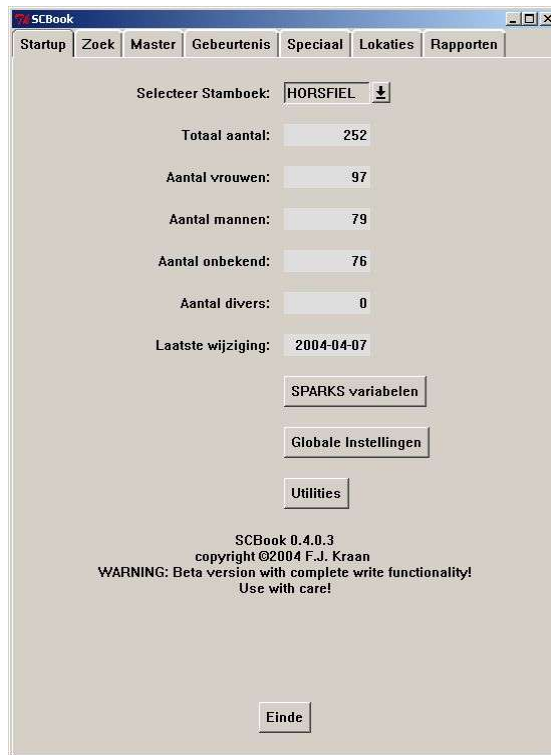 SCBook
Startup Zoek Master Gebeurtenis Speciaal Lokaties Rapporten
Selecteer Stamboek: HORSFIEL
Totaal aantal: 252
Aantal vrouwen: 97
Aantal mannen: 79
Aantal onbekend: 76
Aantal divers: 0
Laatste wijziging: 2004-04-07
SPARKS variabelen
Globale Instellingen
Utilities
SCBook 0.4.0.3
copyright ©2004 F.J. Kraan
WARNING: Beta version with complete write functionality!
Use with care!
Einde